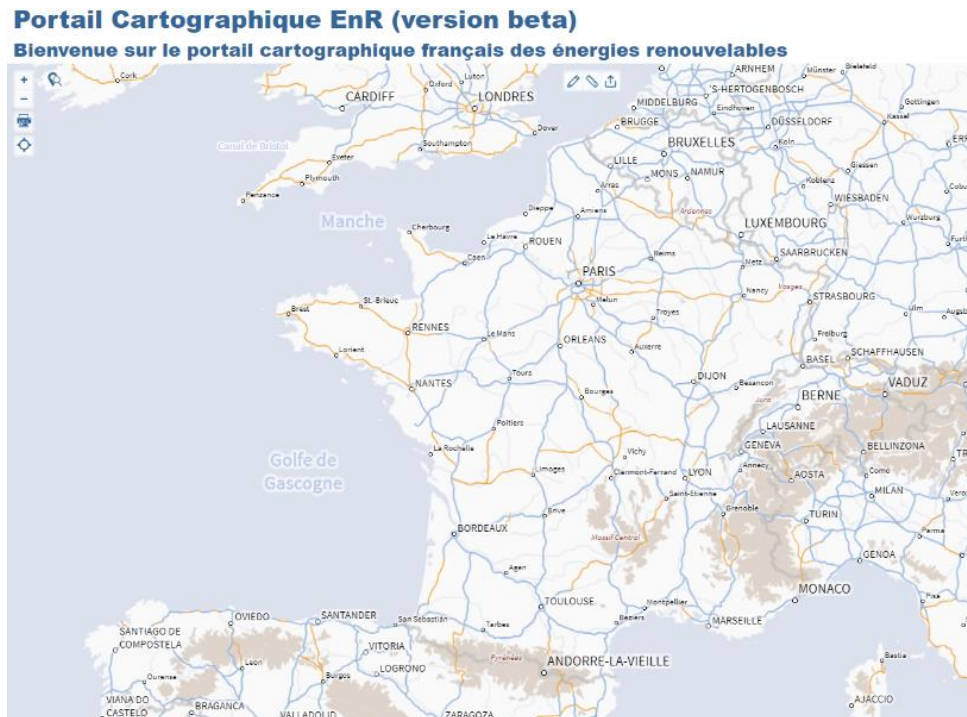 Portail Cartographique EnR (version beta)
Bienvenue sur le portail cartographique français des énergies renouvelables
Cork
CARDIFF
Oxford
Luton
LONDRES
Dover
Southampton
Canal de Bristol
Exeter
Plymouth
Penzance
ARNHEM
Münster
Bielefeld
'S-HERTOGENBOSCH
MIDDELBURG
Eindhoven
Gottingen
BRUGGE
DÜSSELDORF
Kassel
BRUXELLES
Koln
LILLE
MONS
NAMUR
Giessen
Koblenz
Arras
WIESBADEN
Manche
Dieppe
Amiens
Ardennes
LUXEMBOURG
Wurzburg
Cherbourg
Le Havre
ROUEN
SAARBRUCKEN
Caen
Reims
Metz
PARIS
Melun
Nancy
Vosges
STRASBOURG
Brest
St.-Brieuc
RENNES
Le Mans
Troyes
Ulm
ORLEANS
Auxerre
Freiburg
Lorient
BASEL
SCHAFFHAUSEN
NANTES
Tours
DIJON
Besancon
VADUZ
Bourges
Jura
BERNE
Poitiers
LAUSANNE
La Rochelle
GENEVA
BELLINZONA
Golfe de
Gascogne
Vichy
Limoges
Clermont-Ferrand
LYON
Annecy
AOSTA
Como
MILAN
Saint-Etienne
Brive
Grenoble
TURIN
BORDEAUX
Massif Central
Parma
GENOA
Agen
MONACO
TOULOUSE
Montpellier
Pisa
SANTANDER
San Sebastián
Tarbes
Beziers
MARSEILLE
OVIEDO
SANTIAGO DE
COMPOSTELA
VITORIA
Pyrénées
ANDORRE-LA-VIEILLE
Bastia
León
LOGRONO
Ourense
Burgos
VIANA DO
CASTELO
BRAGANCA
VALLADOLID
ZARAGOZA
AJACCIO